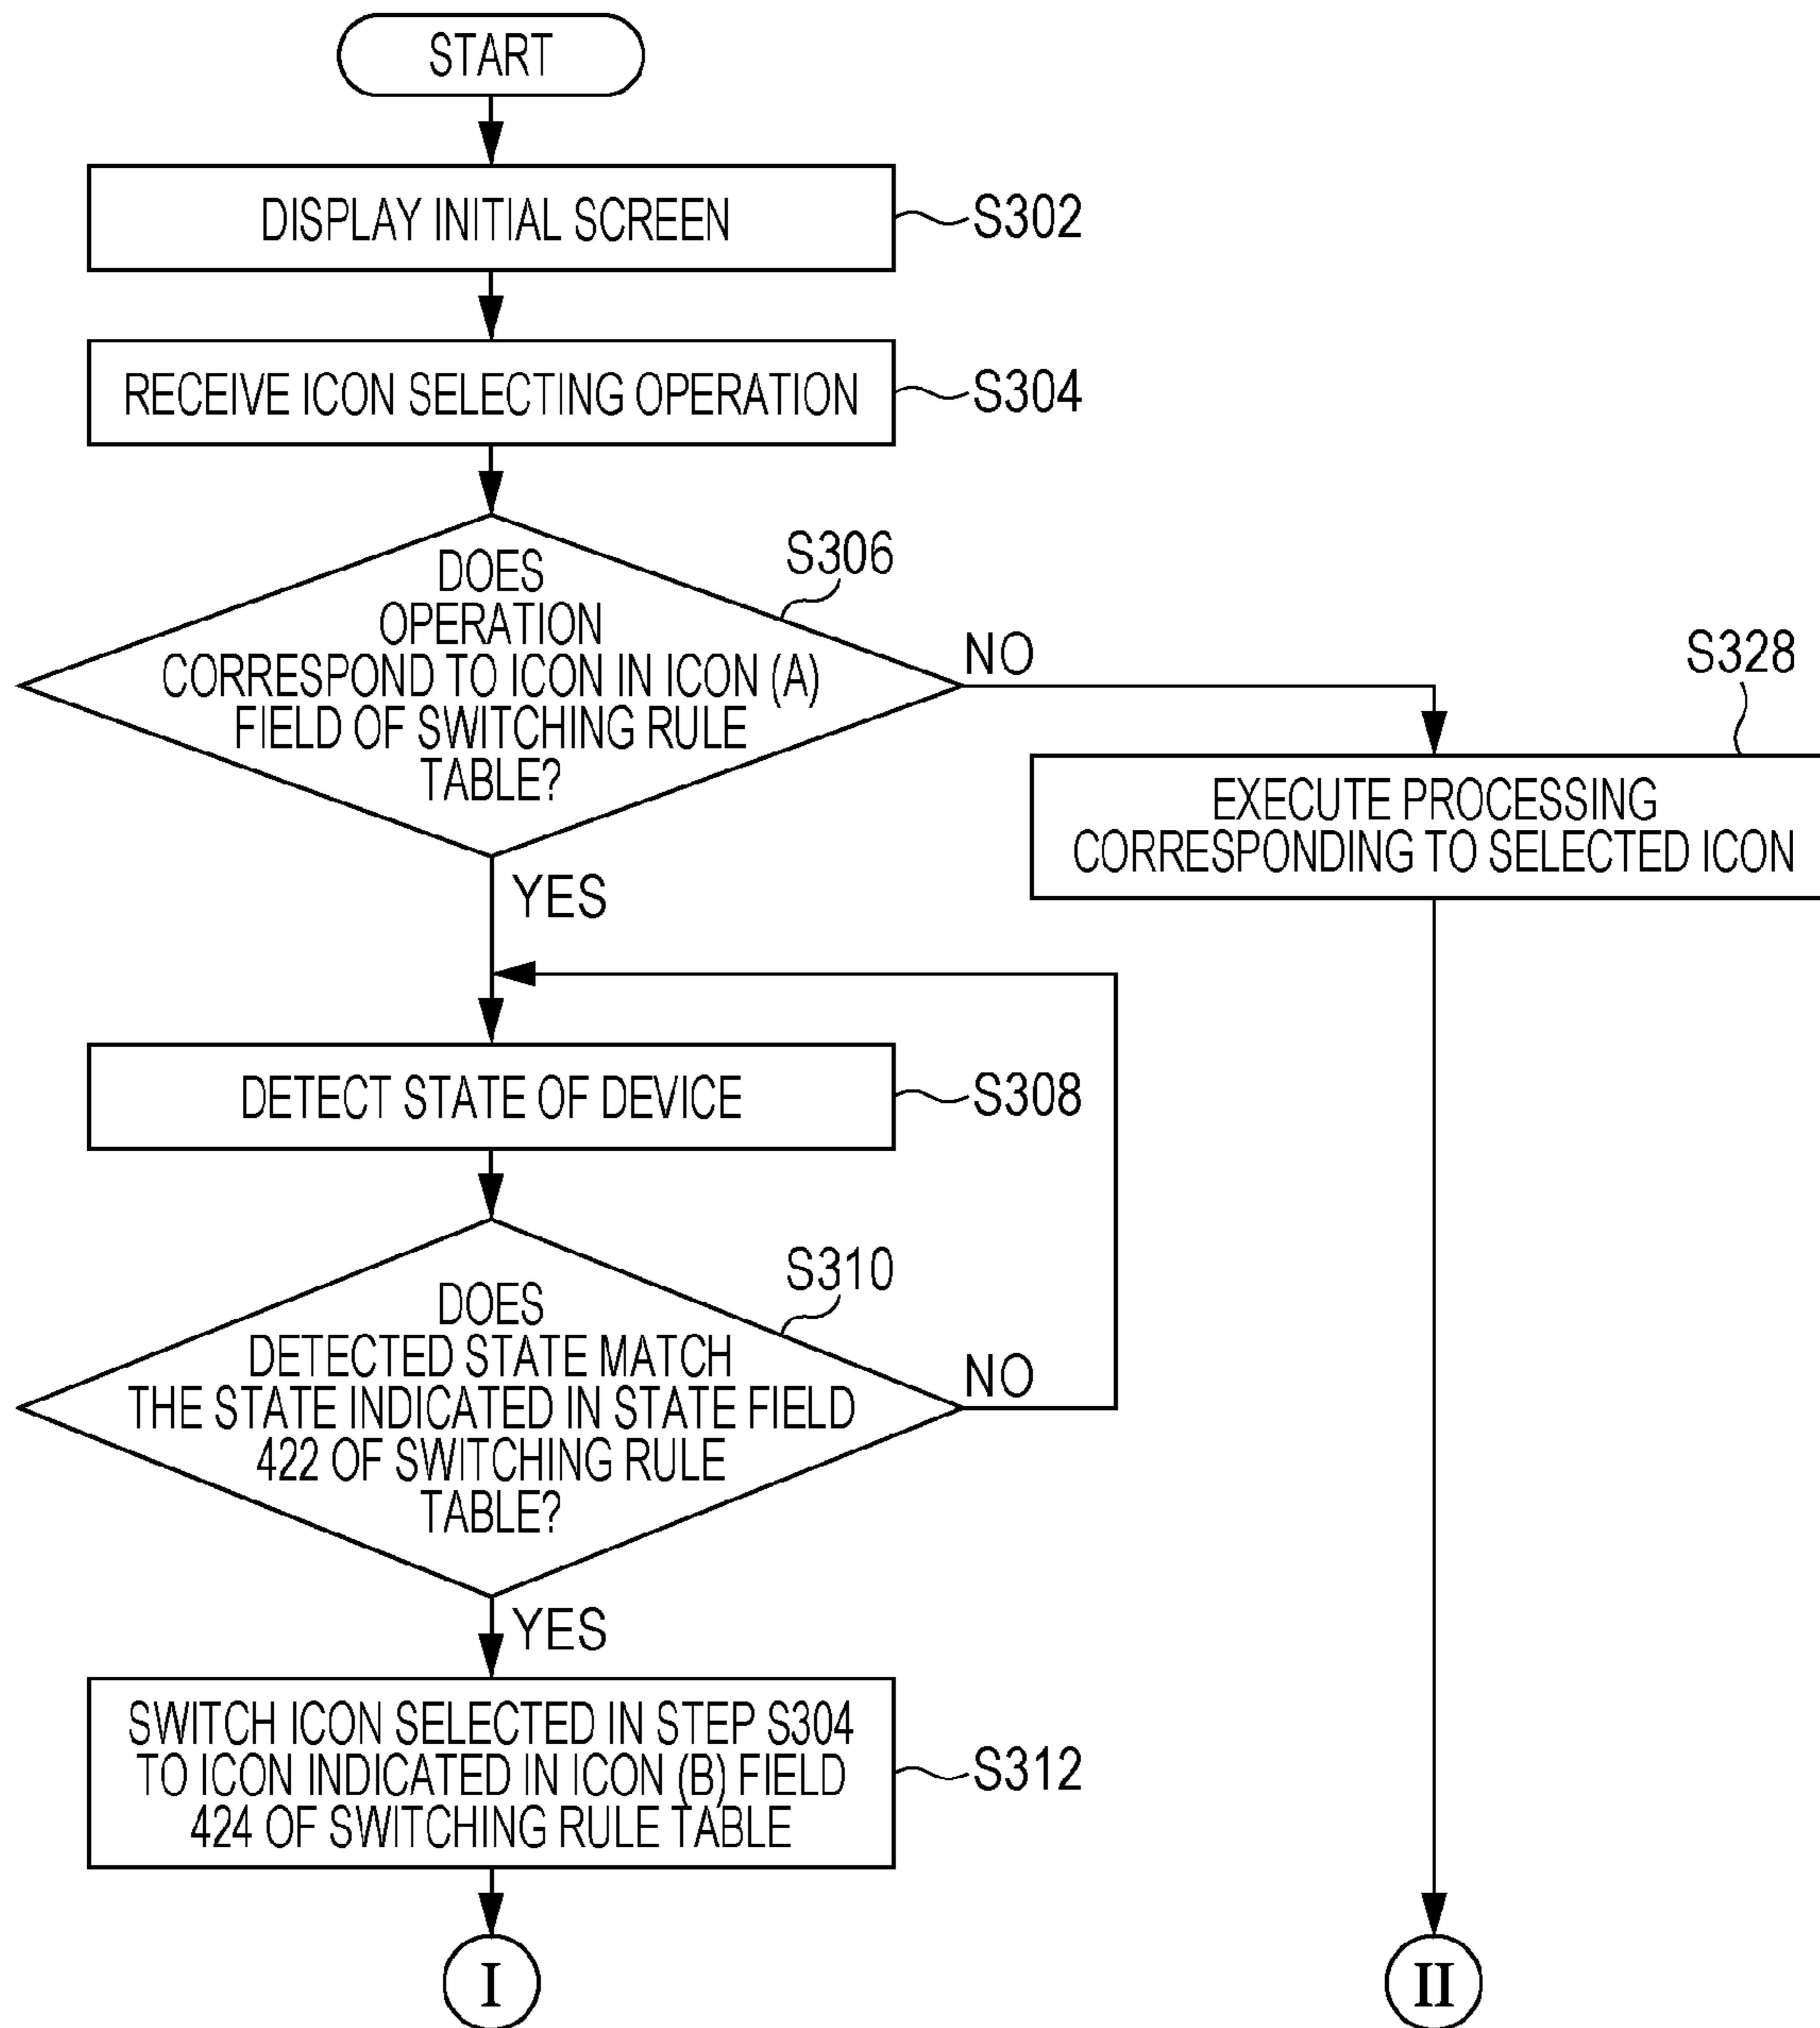 START
DISPLAY INITIAL SCREEN
S302
RECEIVE ICON SELECTING OPERATION
S304
S306
DOES
OPERATION
CORRESPOND TO ICON IN ICON (A)
FIELD OF SWITCHING RULE
TABLE?
NO
YES
S328
EXECUTE PROCESSING
CORRESPONDING TO SELECTED ICON
DETECT STATE OF DEVICE
S308
S310
DOES
DETECTED STATE MATCH
THE STATE INDICATED IN STATE FIELD
422 OF SWITCHING RULE
TABLE?
NO
YES
SWITCH ICON SELECTED IN STEP S304
TO ICON INDICATED IN ICON (B) FIELD
424 OF SWITCHING RULE TABLE
S312
I
II